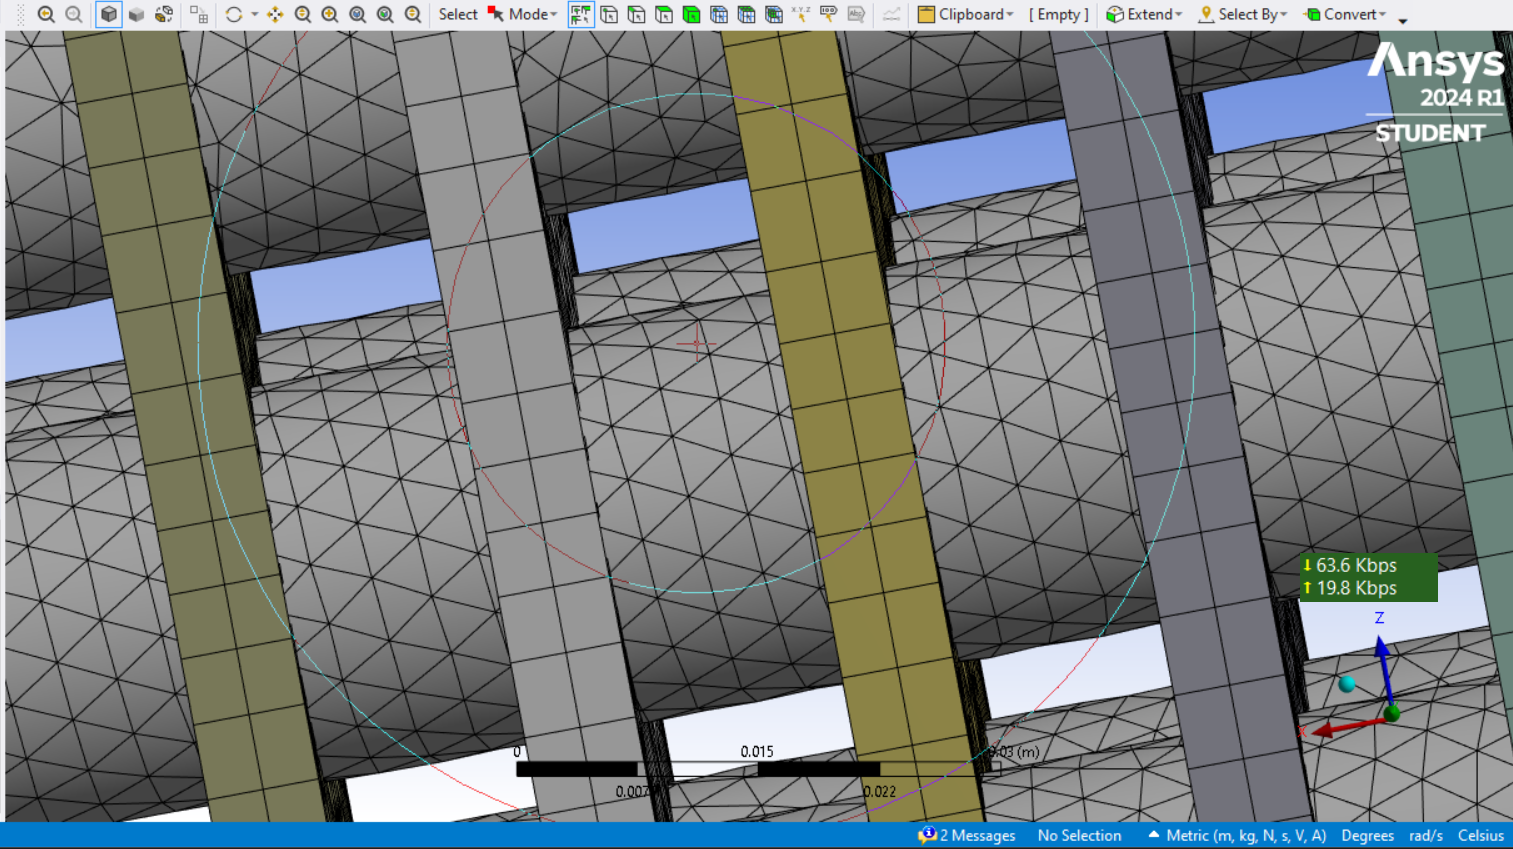 Select Mode Clipboard [ Empty ] Extend Select By Convert
Ansys
2024 R1
STUDENT
63.6 Kbps
19.8 Kbps
Z
X
0 0.015 0.03 (m)
0.007 0.022
2 Messages No Selection Metric (m, kg, N, s, V, A) Degrees rad/s Celsius